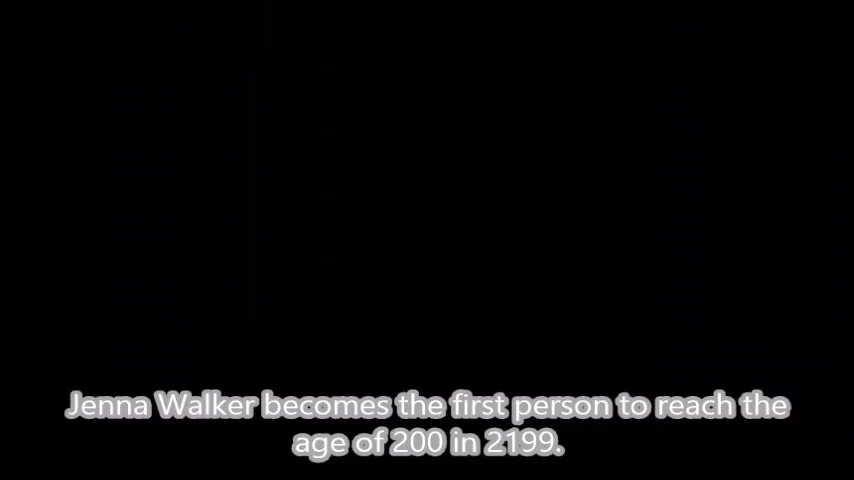 Jenna Walker becomes the first person to reach the
age of 200 in 2199.